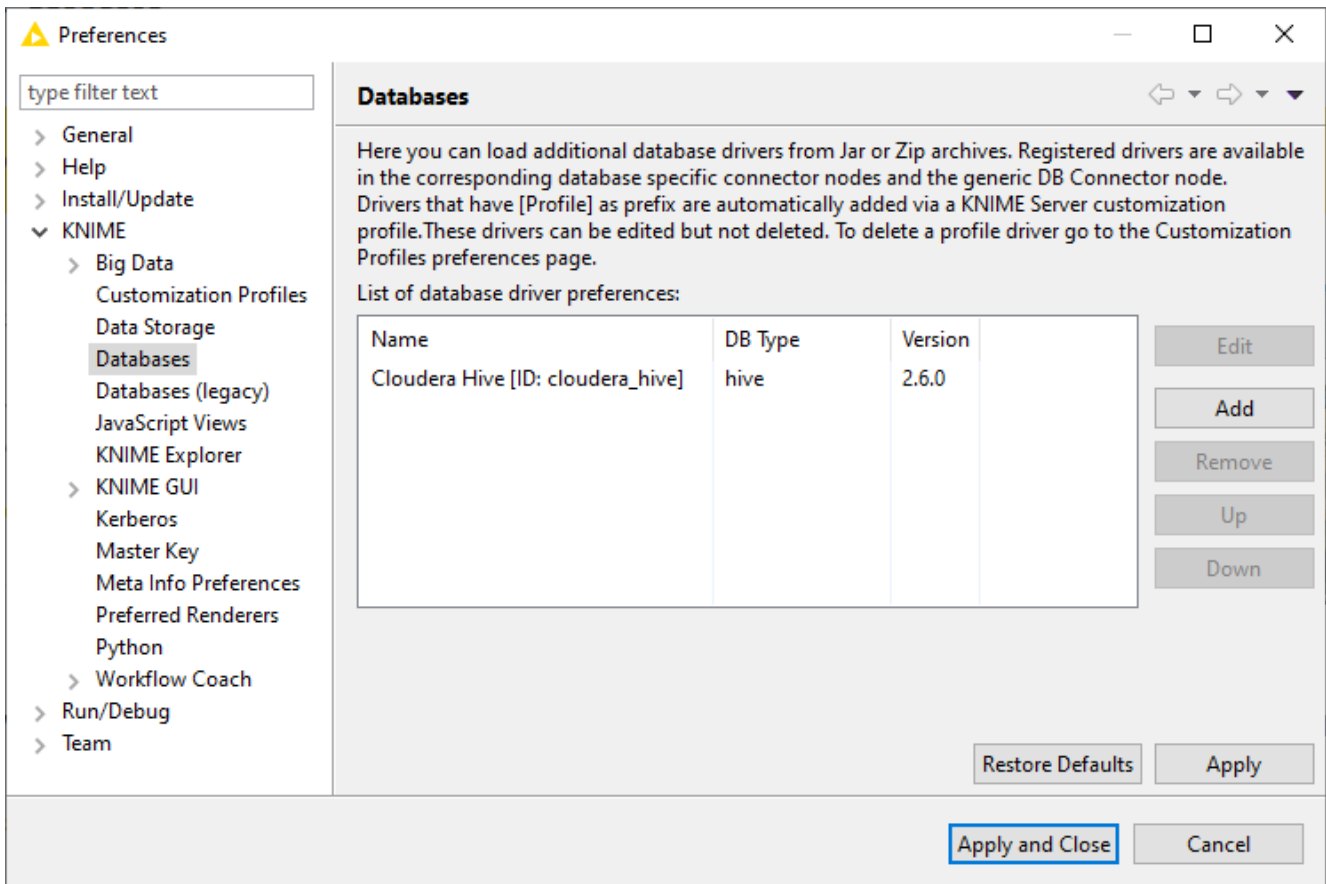 Preferences
type filter text
General
Help
Install/Update
KNIME
Big Data
Customization Profiles
Data Storage
Databases
Databases (legacy)
JavaScript Views
KNIME Explorer
KNIME GUI
Kerberos
Master Key
Meta Info Preferences
Preferred Renderers
Python
Workflow Coach
Run/Debug
Team
Databases
Here you can load additional database drivers from Jar or Zip archives. Registered drivers are available
in the corresponding database specific connector nodes and the generic DB Connector node.
Drivers that have [Profile] as prefix are automatically added via a KNIME Server customization
profile.These drivers can be edited but not deleted. To delete a profile driver go to the Customization
Profiles preferences page.
List of database driver preferences:
Name DB Type Version
Cloudera Hive [ID: cloudera_hive] hive 2.6.0
Edit
Add
Remove
Up
Down
Restore Defaults Apply
Apply and Close Cancel